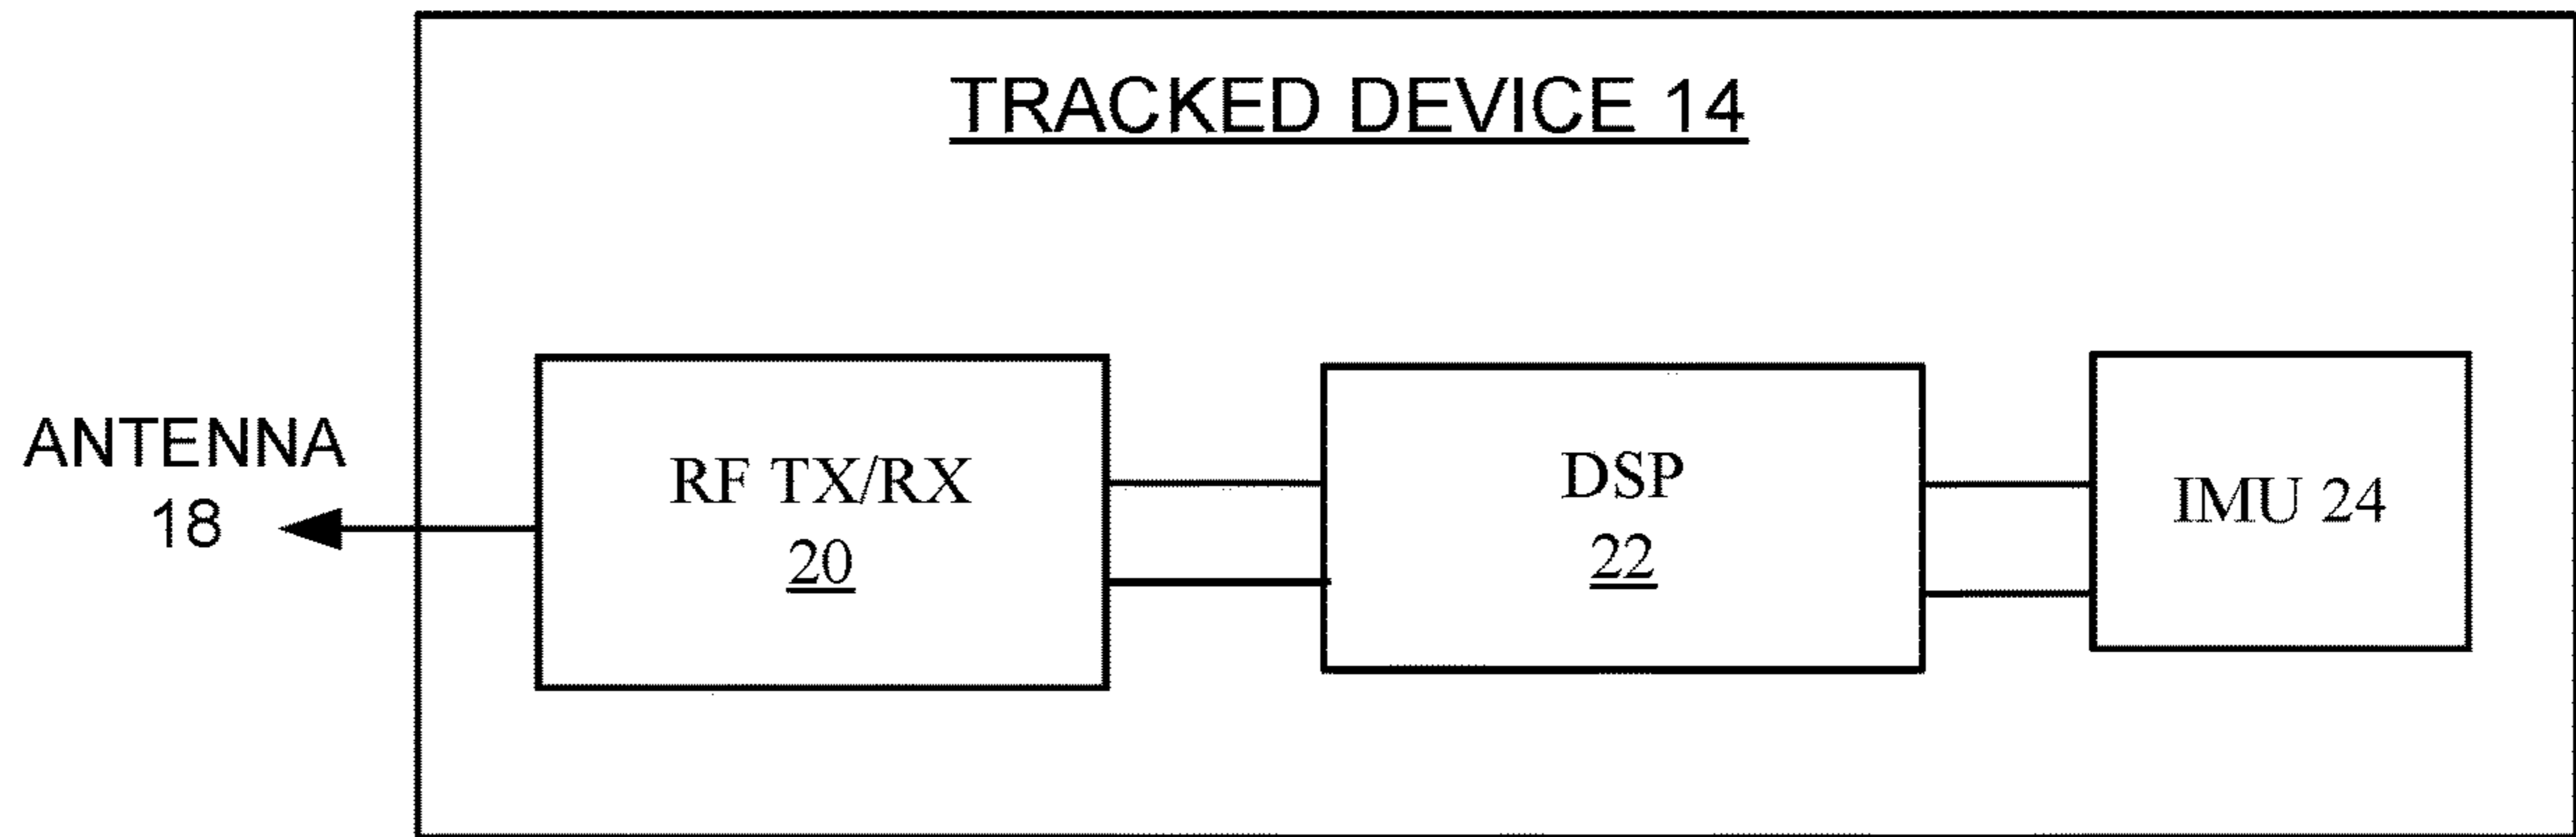 TRACKED DEVICE 14
ANTENNA
18
RF TX/RX
20
DSP
22
IMU 24